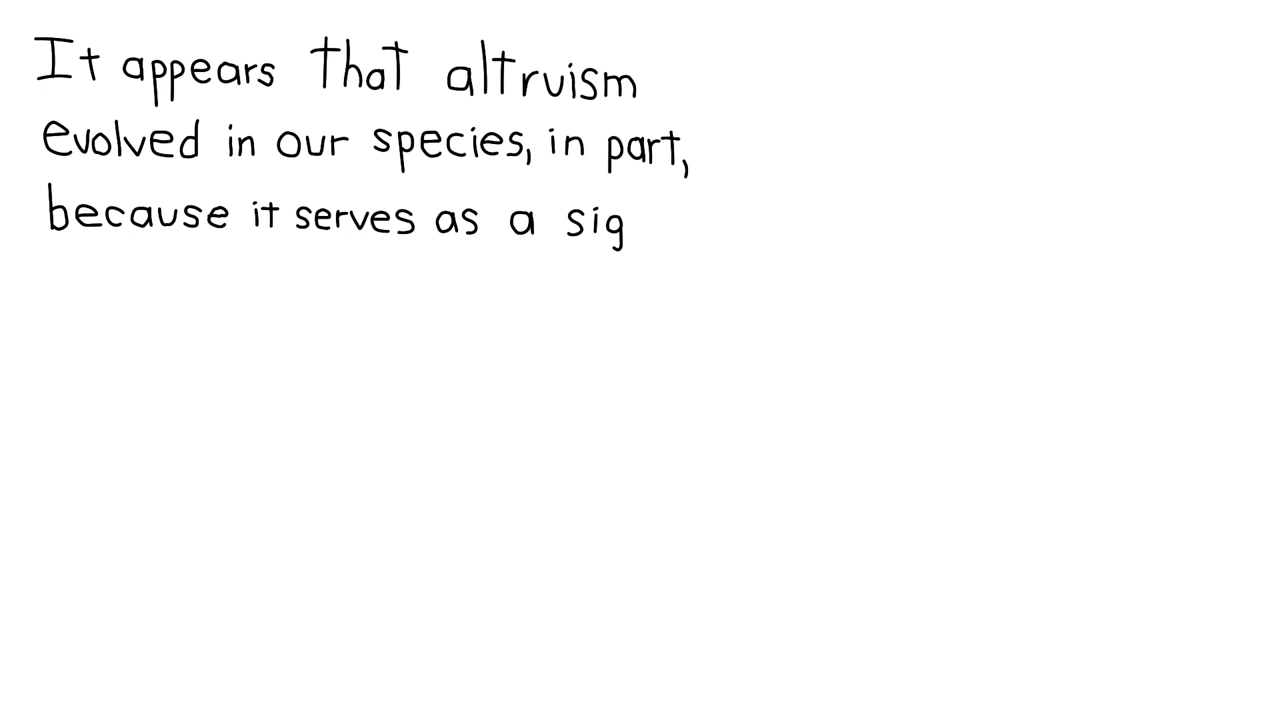 It appears that altruism
evolved in our species, in part,
because it serves as a sig